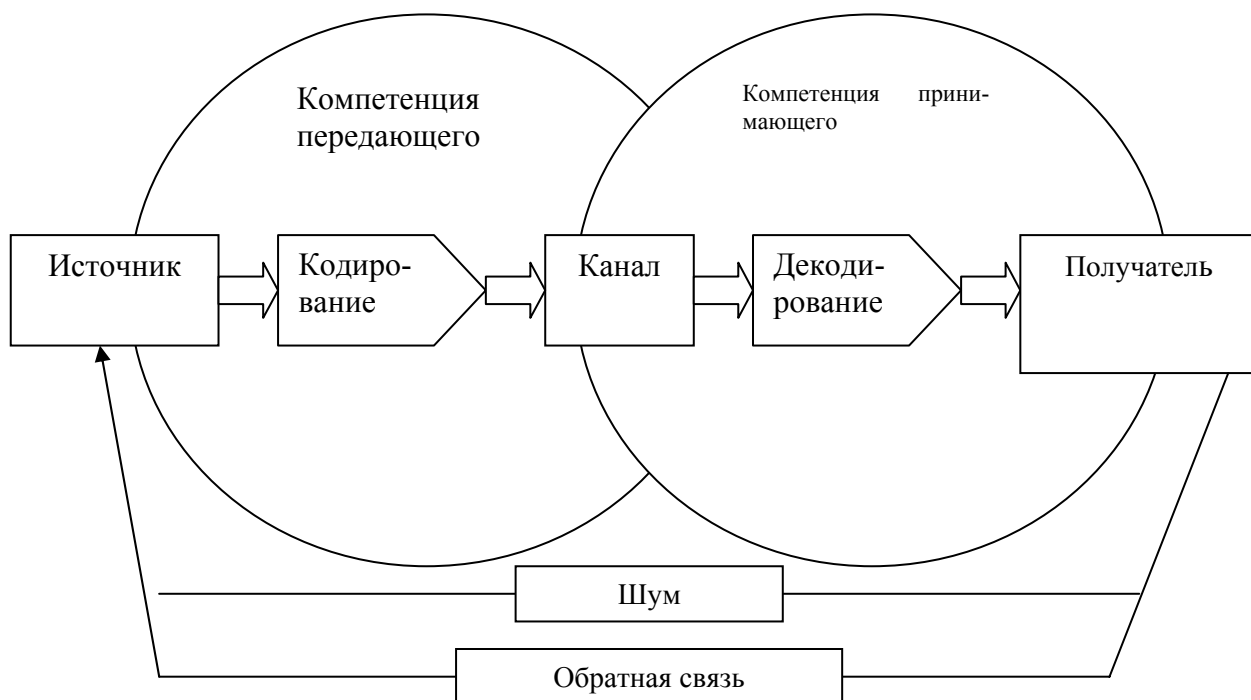 Компетенция
передающего
Компетенция прини-
мающего
Источник
Кодиро-
вание
Канал
Декоди-
рование
Получатель
Шум
Обратная связь